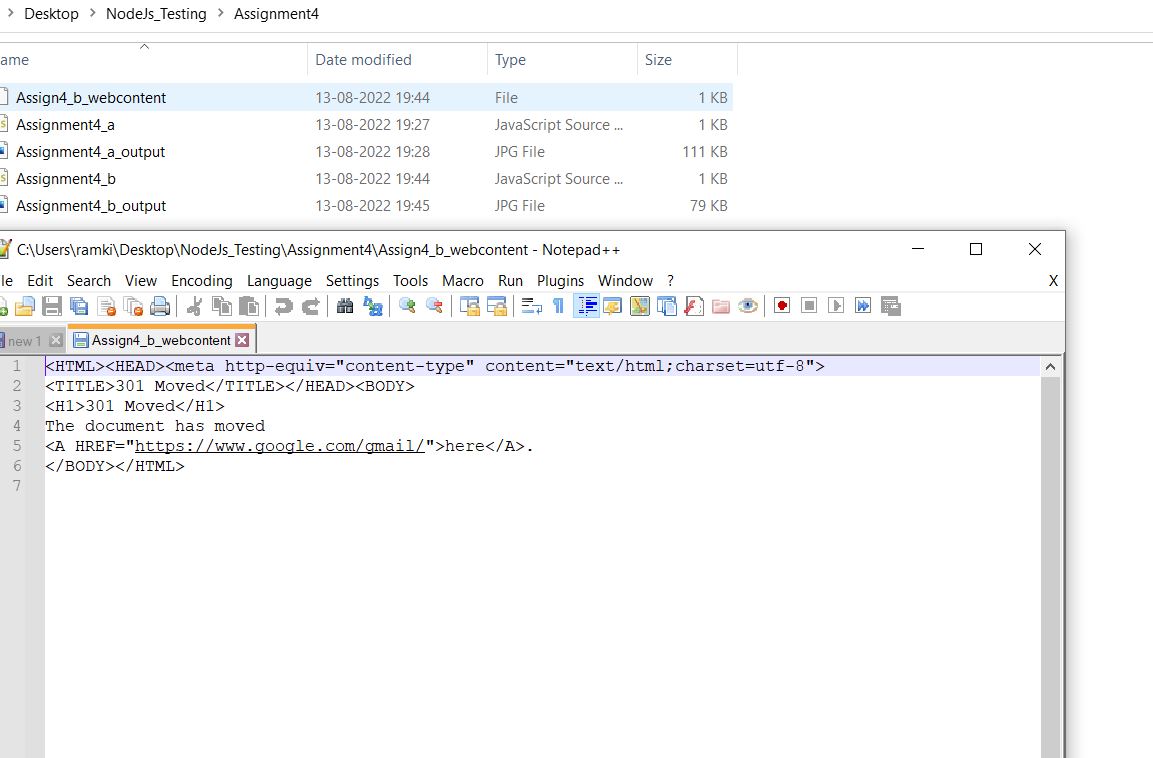 Desktop > NodeJs_Testing > Assignment4
ame Date modified Type Size
Assign4_b_webcontent 13-08-2022 19:44 File 1 KB
Assignment4_a 13-08-2022 19:27 JavaScript Source ... 1 KB
Assignment4_a_output 13-08-2022 19:28 JPG File 111 KB
Assignment4_b 13-08-2022 19:44 JavaScript Source ... 1 KB
Assignment4_b_output 13-08-2022 19:45 JPG File 79 KB
C:\Users\ramki\Desktop\NodeJs_Testing\Assignment4\Assign4_b_webcontent - Notepad++
le Edit Search View Encoding Language Settings Tools Macro Run Plugins Window ? X
new 1 Assign4_b_webcontent
1 <HTML><HEAD><meta http-equiv="content-type" content="text/html;charset=utf-8">
2 <TITLE>301 Moved</TITLE></HEAD><BODY>
3 <H1>301 Moved</H1>
4 The document has moved
5 <A HREF="https://www.google.com/gmail/">here</A>.
6 </BODY></HTML>
7